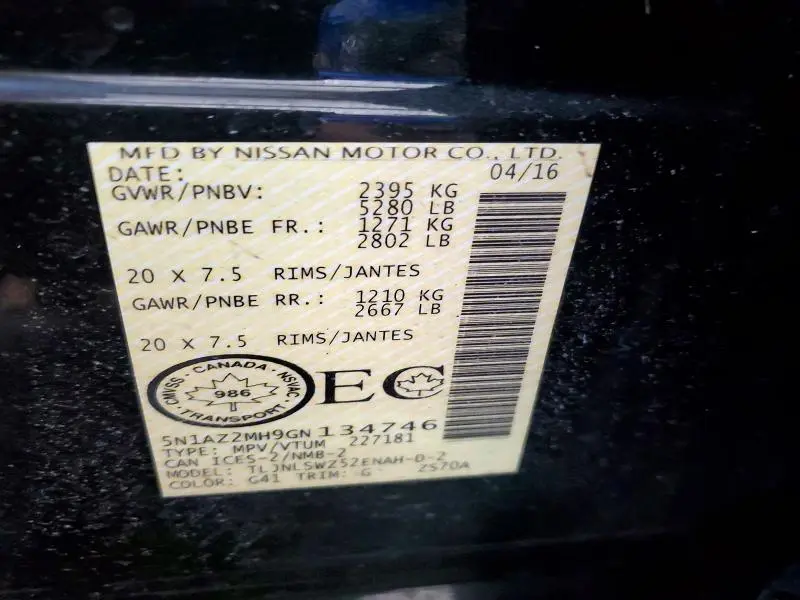 MFD BY NISSAN MOTOR CO., LTD.
DATE: 04/16
GVWR/PNBV: 2395 KG
5280 LB
GAWR/PNBE FR.: 1271 KG
2802 LB
20 X 7.5 RIMS/JANTES
GAWR/PNBE RR.: 1210 KG
2667 LB
20 X 7.5 RIMS/JANTES
CANADA · NSVAC · TRANSPORT · CMVSS
986
EC
5N1AZ2MH9GN134746
TYPE: MPV/VTUM 227181
CAN ICES-2/NMB-2
MODEL: TLJNLSWZ52ENAH-D-2
COLOR: G41 TRIM: G ZS70A